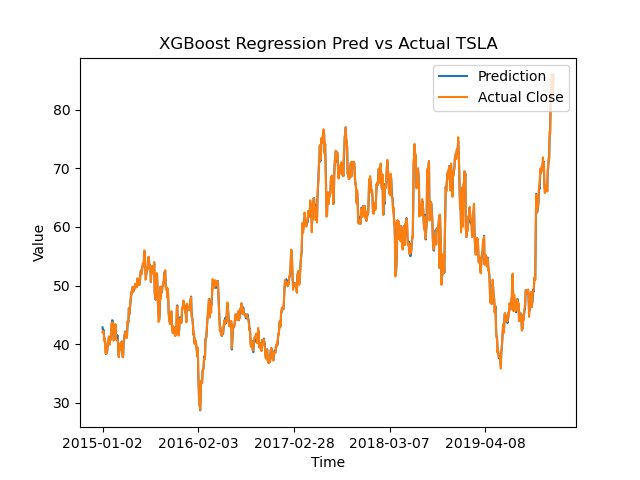 XGBoost Regression Pred vs Actual TSLA
Prediction
Actual Close
80
70
60
50
40
30
Value
2015-01-02 2016-02-03 2017-02-28 2018-03-07 2019-04-08
Time